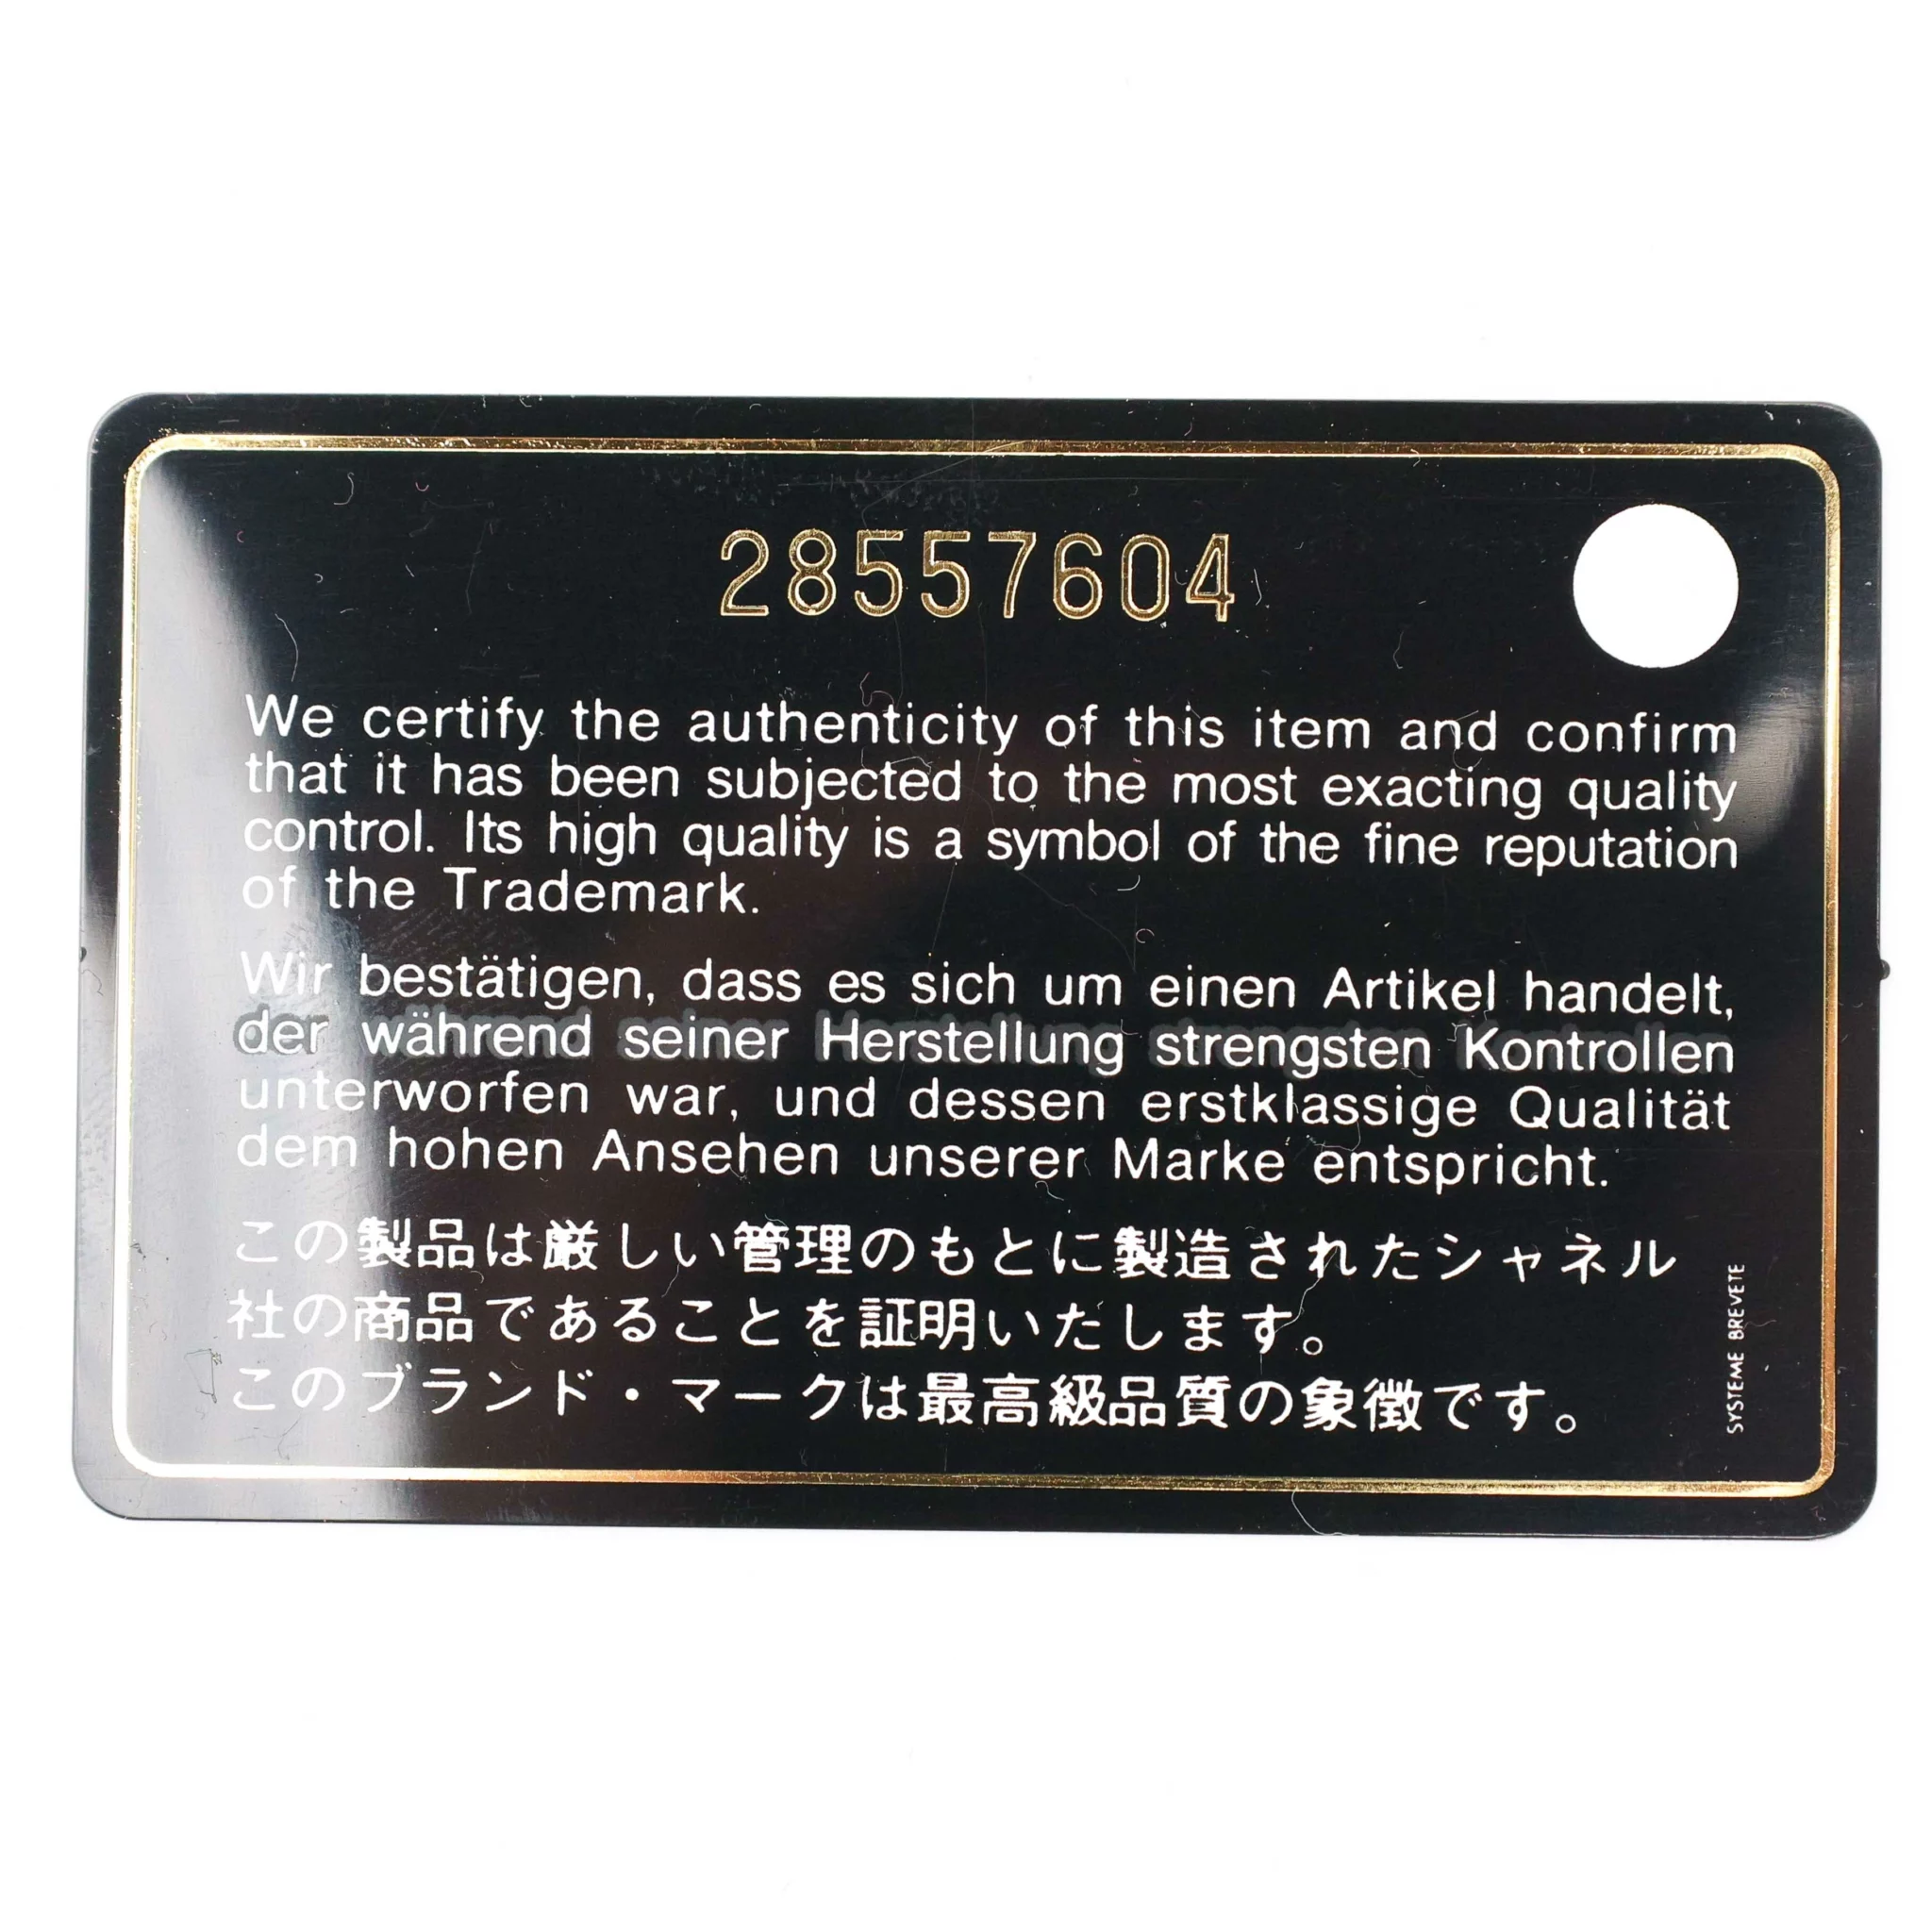 28557604
We certify the authenticity of this item and confirm
that it has been subjected to the most exacting quality
control. Its high quality is a symbol of the fine reputation
of the Trademark.
Wir bestätigen, dass es sich um einen Artikel handelt,
der während seiner Herstellung strengsten Kontrollen
unterworfen war, und dessen erstklassige Qualität
dem hohen Ansehen unserer Marke entspricht.
この製品は厳しい管理のもとに製造されたシャネル
社の商品であることを証明いたします。
このブランド・マークは最高級品質の象徴です。
SYSTEME BREVETE